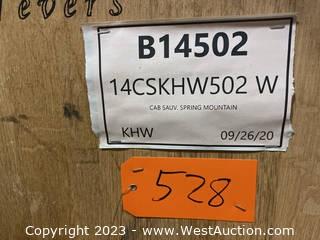 B14502
14CSKHW502 W
CAB SAUV. SPRING MOUNTAIN
KHW 09/26/20
528
Copyright 2023 - www.WestAuction.com